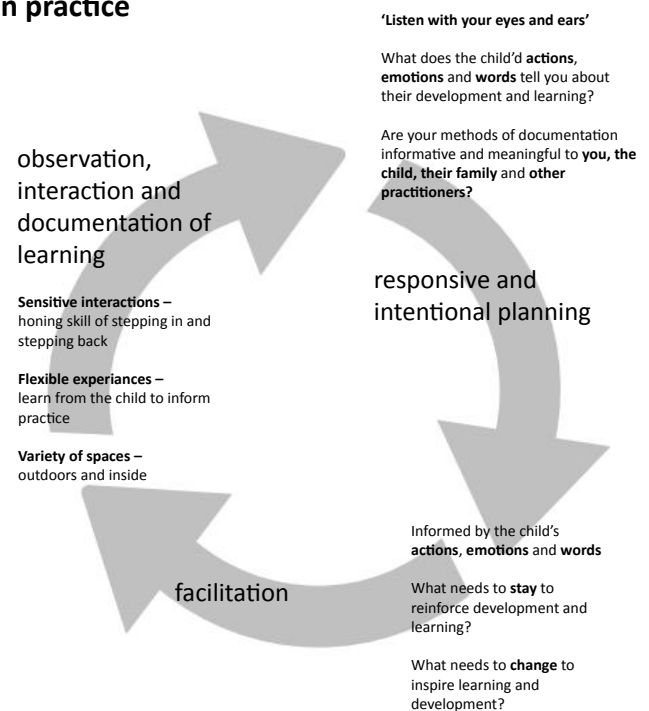 n practice
‘Listen with your eyes and ears’
What does the child’d actions,
emotions and words tell you about
their development and learning?
Are your methods of documentation
informative and meaningful to you, the
child, their family and other
practitioners?
observation,
interaction and
documentation of
learning
Sensitive interactions –
honing skill of stepping in and
stepping back
Flexible experiances –
learn from the child to inform
practice
Variety of spaces –
outdoors and inside
responsive and
intentional planning
Informed by the child’s
actions, emotions and words
What needs to stay to
reinforce development and
learning?
What needs to change to
inspire learning and
development?
facilitation